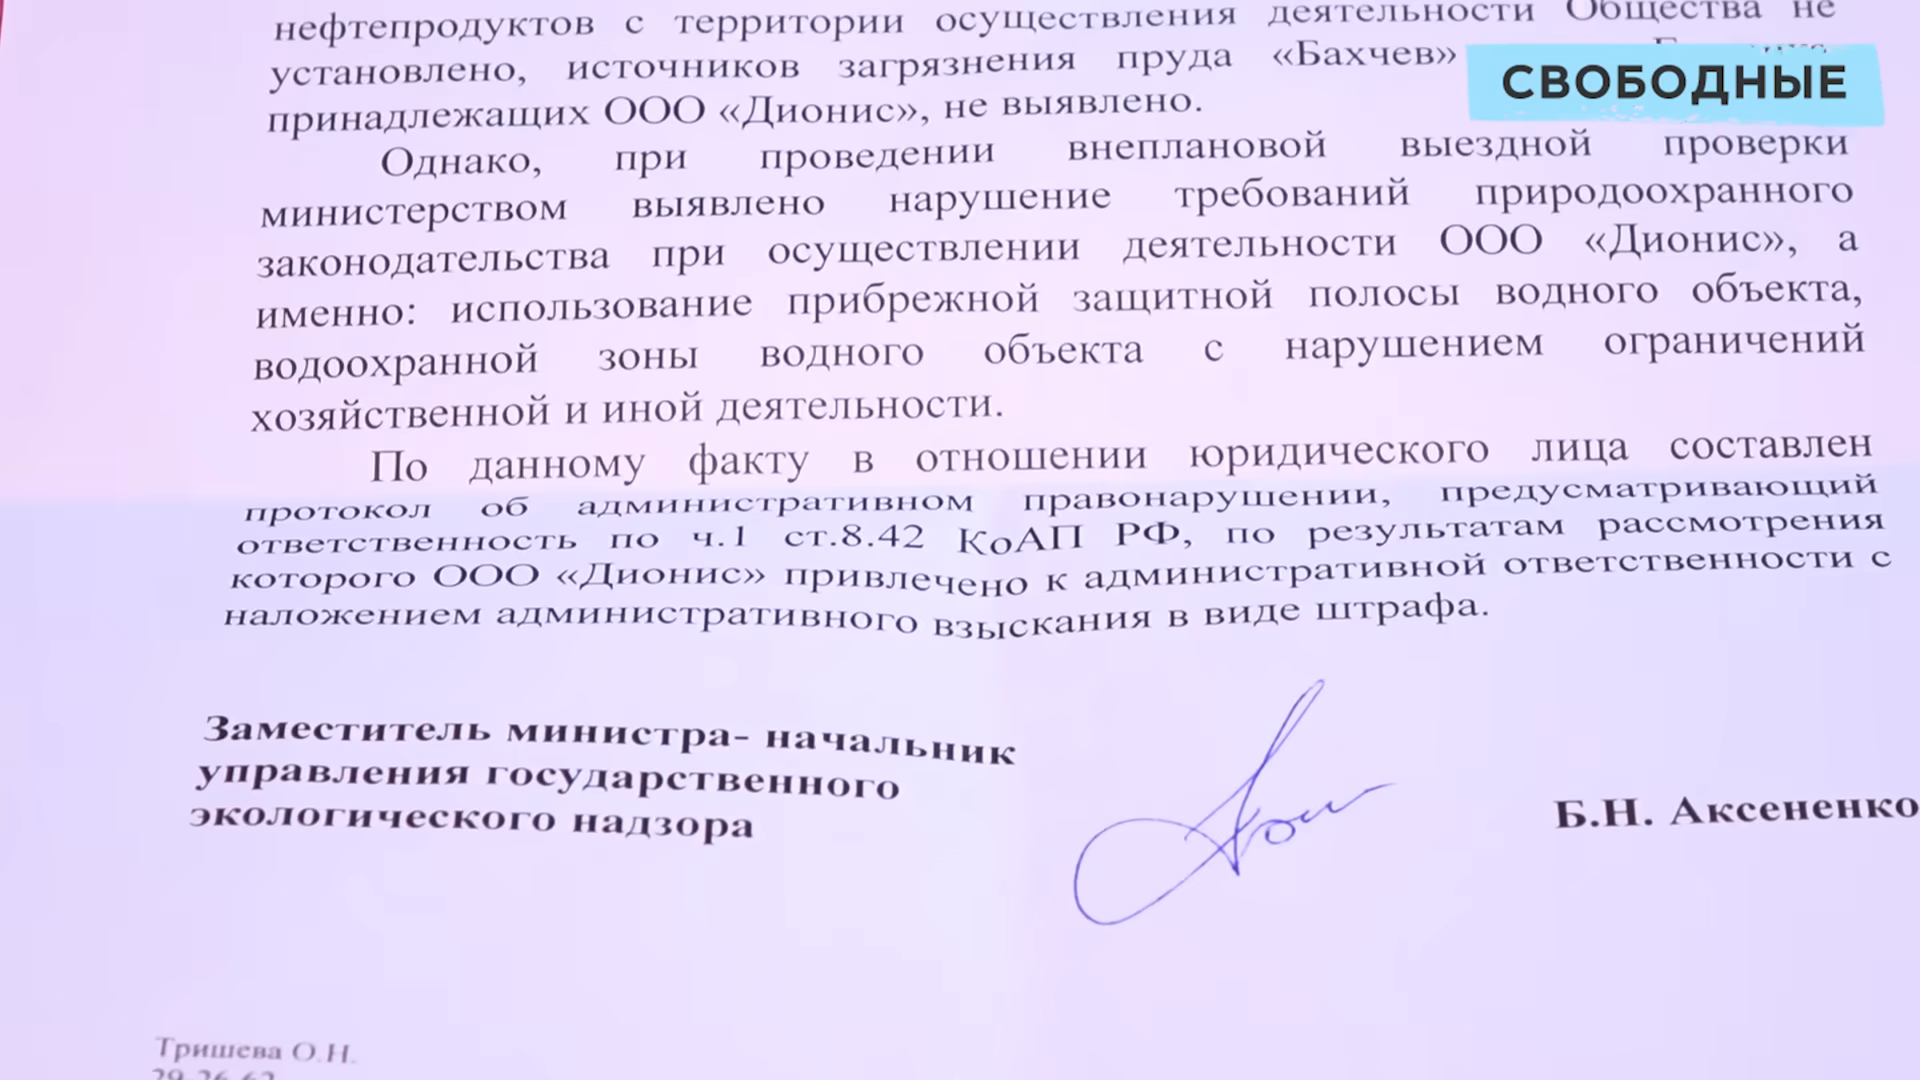 нефтепродуктов с территории осуществления деятельности Общества не
установлено, источников загрязнения пруда «Бахчев»
СВОБОДНЫЕ
принадлежащих ООО «Дионис», не выявлено.
Однако, при проведении внеплановой выездной проверки
министерством выявлено нарушение требований природоохранного
законодательства при осуществлении деятельности ООО «Дионис», а
именно: использование прибрежной защитной полосы водного объекта,
водоохранной зоны водного объекта с нарушением ограничений
хозяйственной и иной деятельности.
По данному факту в отношении юридического лица составлен
протокол об административном правонарушении, предусматривающий
ответственность по ч.1 ст.8.42 КоАП РФ, по результатам рассмотрения
которого ООО «Дионис» привлечено к административной ответственности с
наложением административного взыскания в виде штрафа.
Заместитель министра- начальник
управления государственного
экологического надзора
Б.Н. Аксененко
Тришева О.Н.
29-26-62